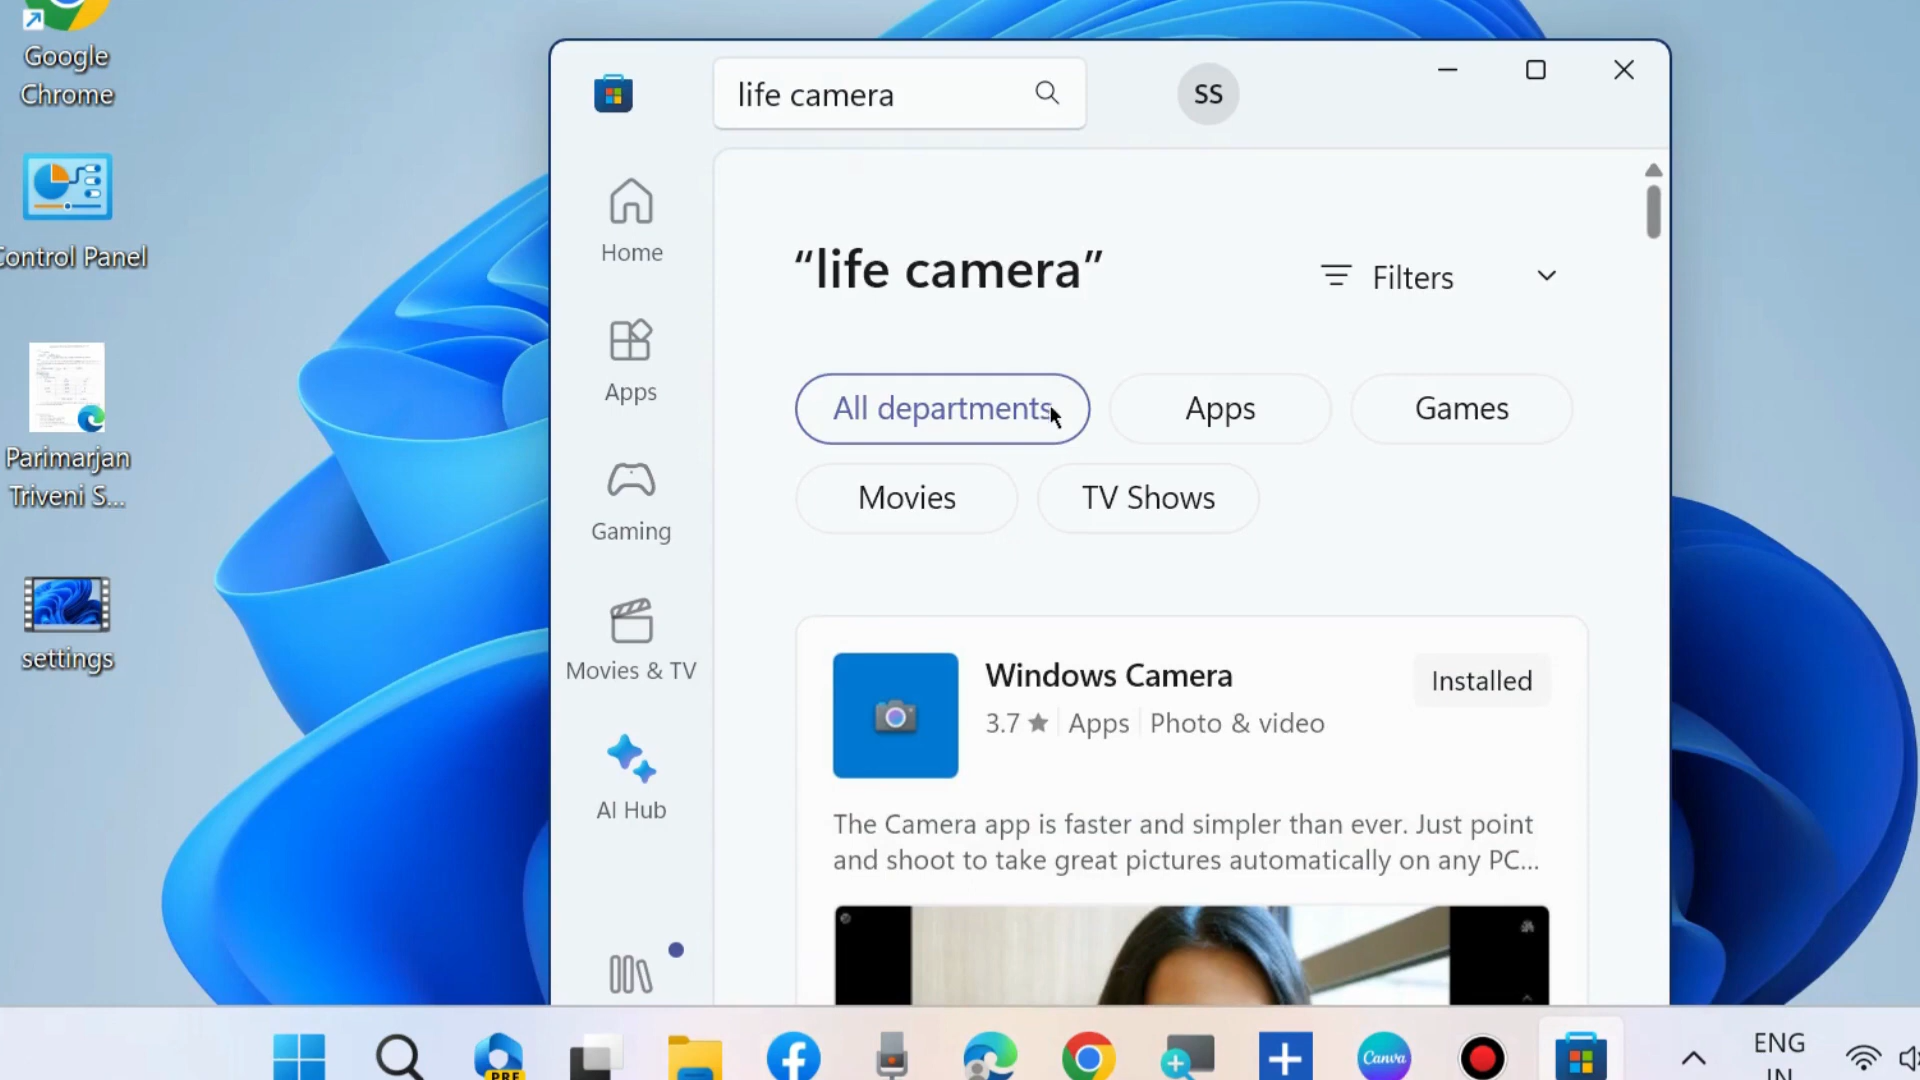 Google
Chrome
Control Panel
Parimarjan
Triveni S...
settings
life camera
SS
Home
Apps
Gaming
Movies & TV
AI Hub
“life camera”
Filters
All departments
Apps
Games
Movies
TV Shows
Windows Camera
Installed
3.7 ★ Apps Photo & video
The Camera app is faster and simpler than ever. Just point
and shoot to take great pictures automatically on any PC...
PRE
Canva
ENG
IN